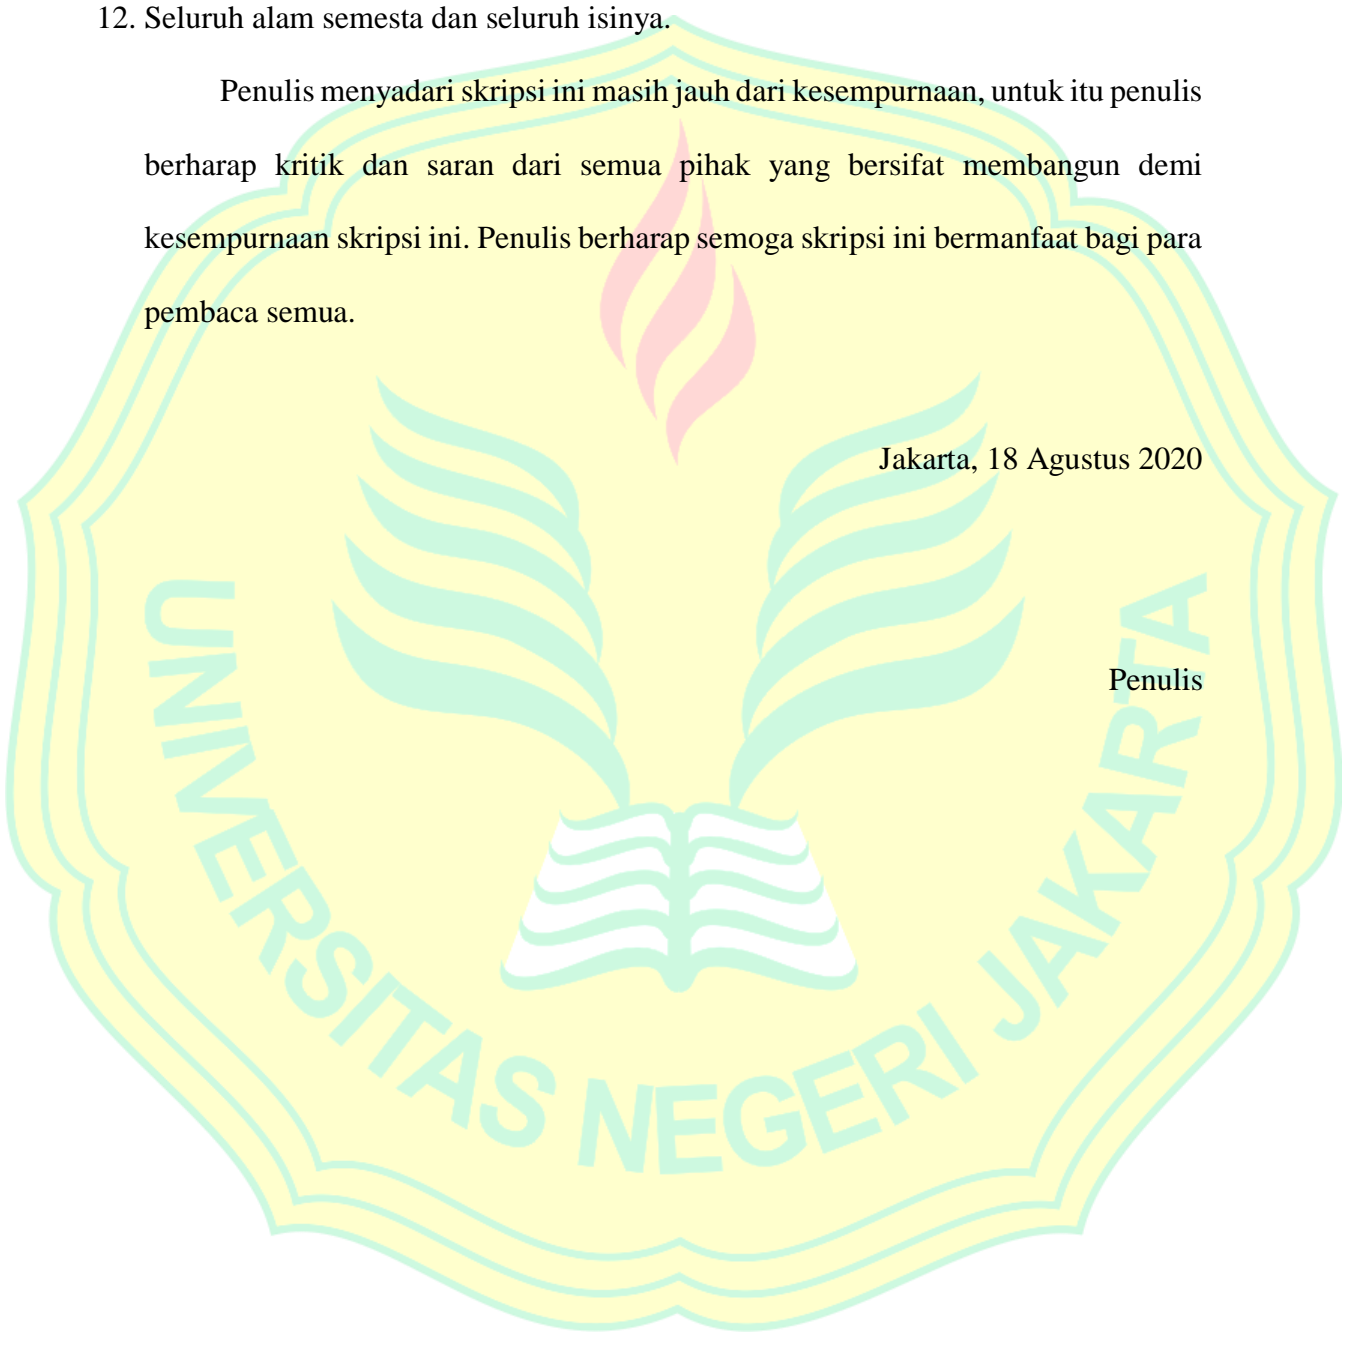 12. Seluruh alam semesta dan seluruh isinya.
Penulis menyadari skripsi ini masih jauh dari kesempurnaan, untuk itu penulis
berharap kritik dan saran dari semua pihak yang bersifat membangun demi
kesempurnaan skripsi ini. Penulis berharap semoga skripsi ini bermanfaat bagi para
pembaca semua.
Jakarta, 18 Agustus 2020
Penulis
UNIVERSITAS NEGERI JAKARTA